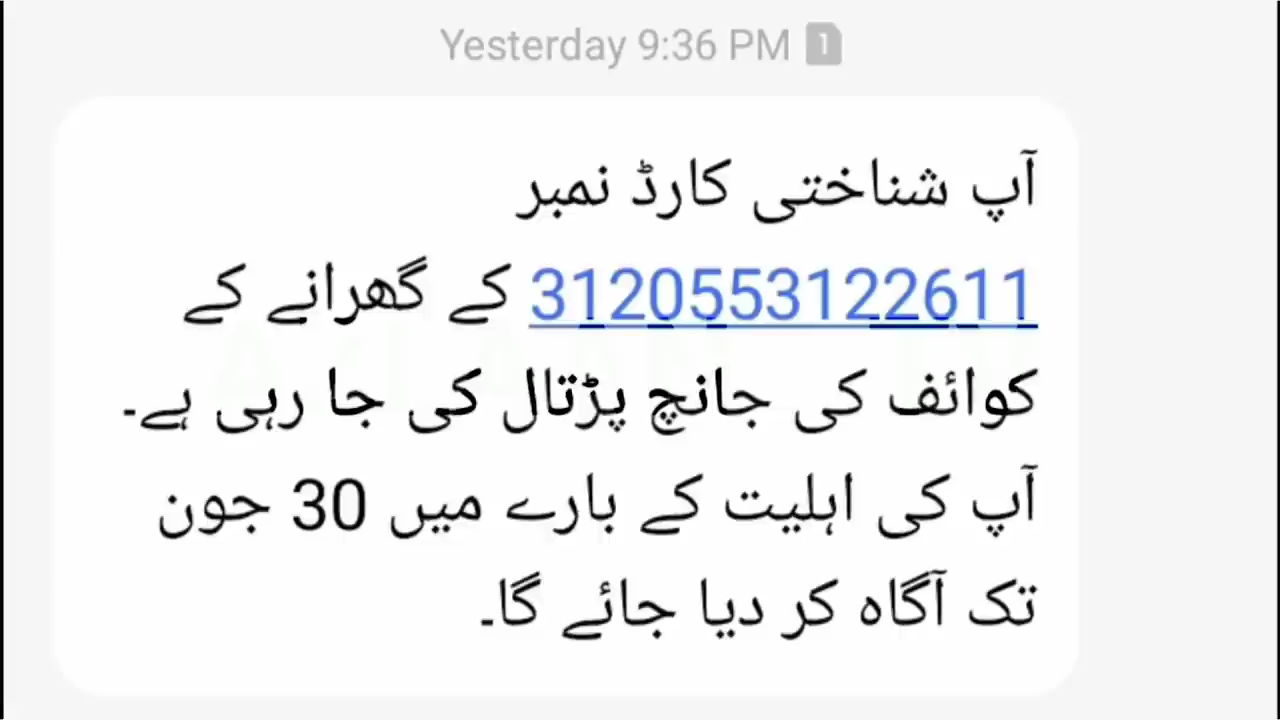 Yesterday 9:36 PM 1
آپ شناختی کارڈ نمبر
3120553122611 کے گھرانے کے
کوائف کی جانچ پڑتال کی جا رہی ہے۔
آپ کی اہلیت کے بارے میں 30 جون
تک آگاہ کر دیا جائے گا۔